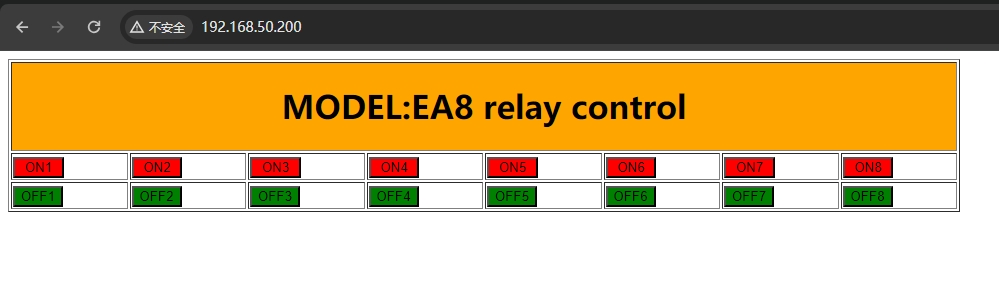 不安全 192.168.50.200
MODEL:EA8 relay control
ON1 ON2 ON3 ON4 ON5 ON6 ON7 ON8
OFF1 OFF2 OFF3 OFF4 OFF5 OFF6 OFF7 OFF8